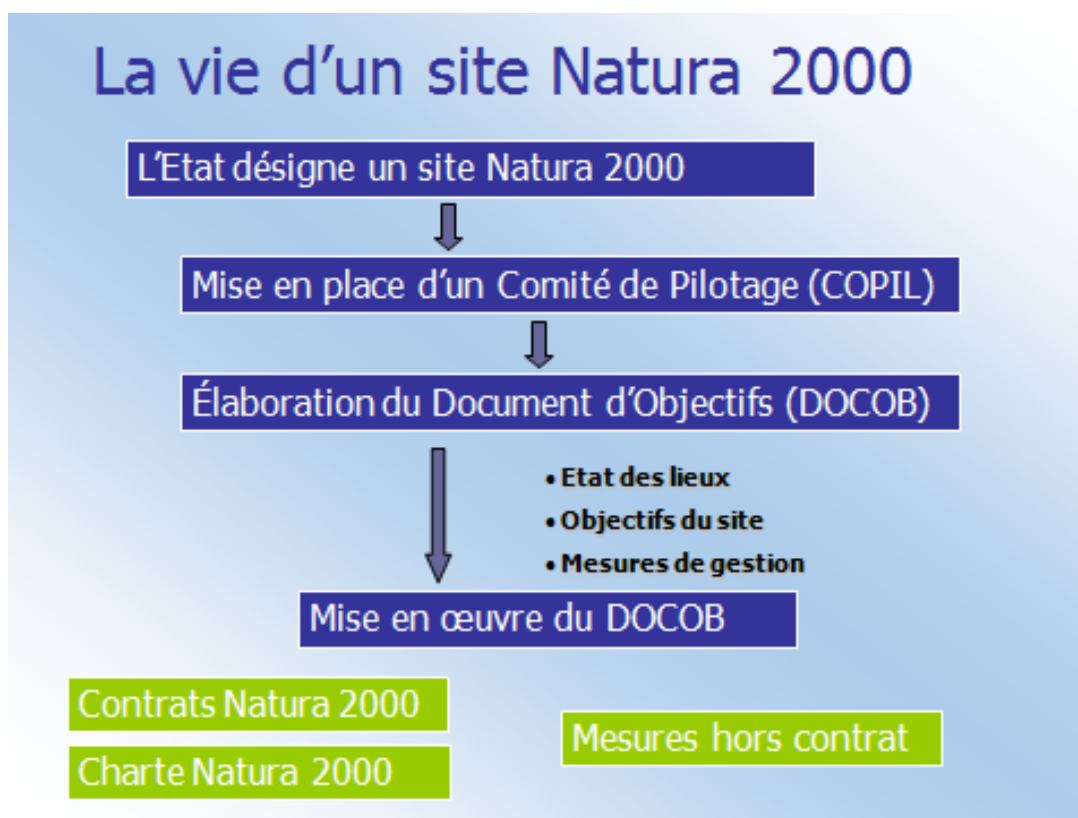 La vie d'un site Natura 2000
L'Etat désigne un site Natura 2000
Mise en place d'un Comité de Pilotage (COPIL)
Élaboration du Document d'Objectifs (DOCOB)
• Etat des lieux
• Objectifs du site
• Mesures de gestion
Mise en œuvre du DOCOB
Contrats Natura 2000
Mesures hors contrat
Charte Natura 2000